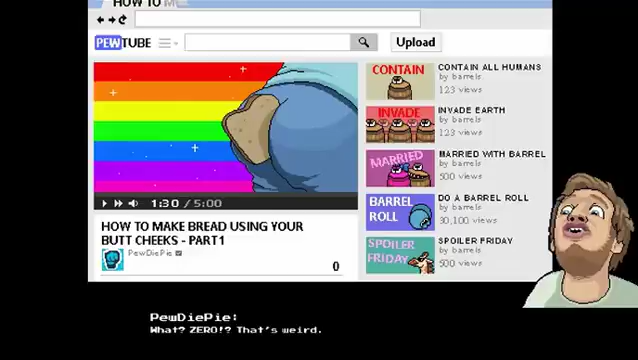 HOW TO M
PEWTUBE
Upload
CONTAIN
CONTAIN ALL HUMANS
by barrels
123 views
INVADE
INVADE EARTH
by barrels
123 views
MARRIED
MARRIED WITH BARREL
by barrels
500 views
BARREL
ROLL
DO A BARREL ROLL
by barrels
30,100 views
SPOILER
FRIDAY
SPOILER FRIDAY
by barrels
500 views
1:30 / 5:00
HOW TO MAKE BREAD USING YOUR
BUTT CHEEKS - PART1
PewDiePie
0
PewDiePie:
What? ZERO!? That's weird.